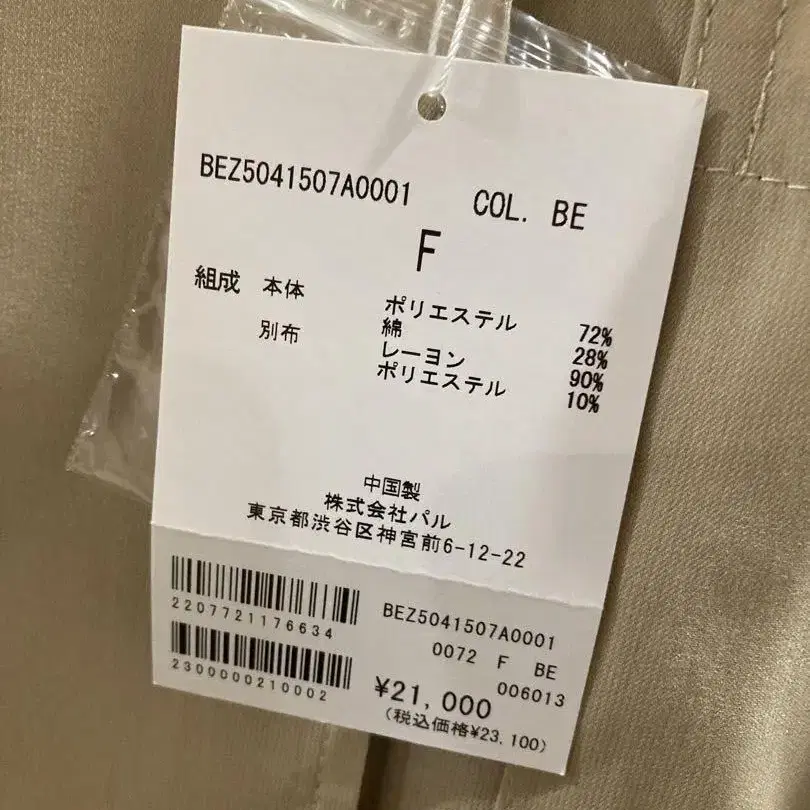 BEZ5041507A0001 COL. BE
F
組成 本体 ポリエステル 72%
綿 28%
別布 レーヨン 90%
ポリエステル 10%
中国製
株式会社パル
東京都渋谷区神宮前6-12-22
2207721176634
2300000210002
BEZ5041507A0001
0072 F BE
006013
¥21,000
(税込価格¥23,100)